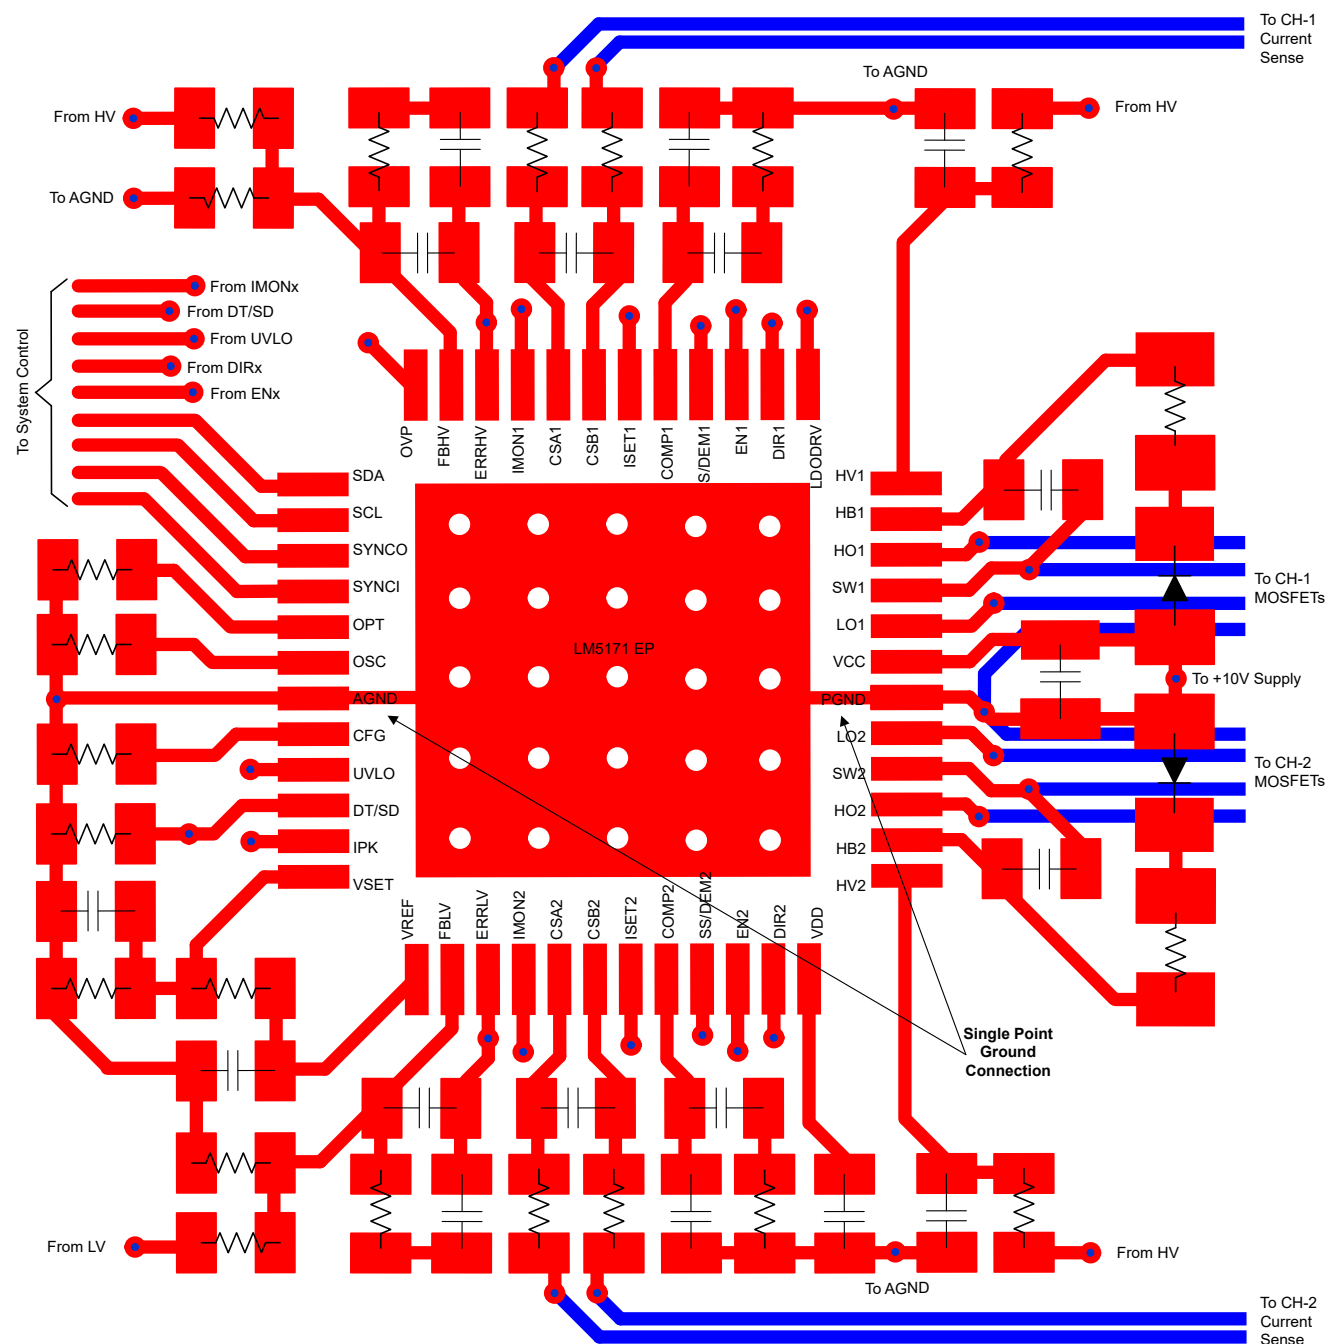 To CH-1
Current
Sense
To AGND
From HV
From HV
To AGND
From IMONx
From DT/SD
From UVLO
From DIRx
From ENx
To System Control
OVP
FBHV
ERRHV
IMON1
CSA1
CSB1
ISET1
COMP1
S/DEM1
EN1
DIR1
LDODRV
SDA
SCL
SYNCO
SYNCI
OPT
OSC
AGND
CFG
UVLO
DT/SD
IPK
VSET
LM5171 EP
HV1
HB1
HO1
SW1
LO1
VCC
PGND
LO2
SW2
HO2
HB2
HV2
To CH-1
MOSFETs
To +10V Supply
To CH-2
MOSFETs
VREF
FBLV
ERRLV
IMON2
CSA2
CSB2
ISET2
COMP2
SS/DEM2
EN2
DIR2
VDD
Single Point
Ground
Connection
From LV
From HV
To AGND
To CH-2
Current
Sense